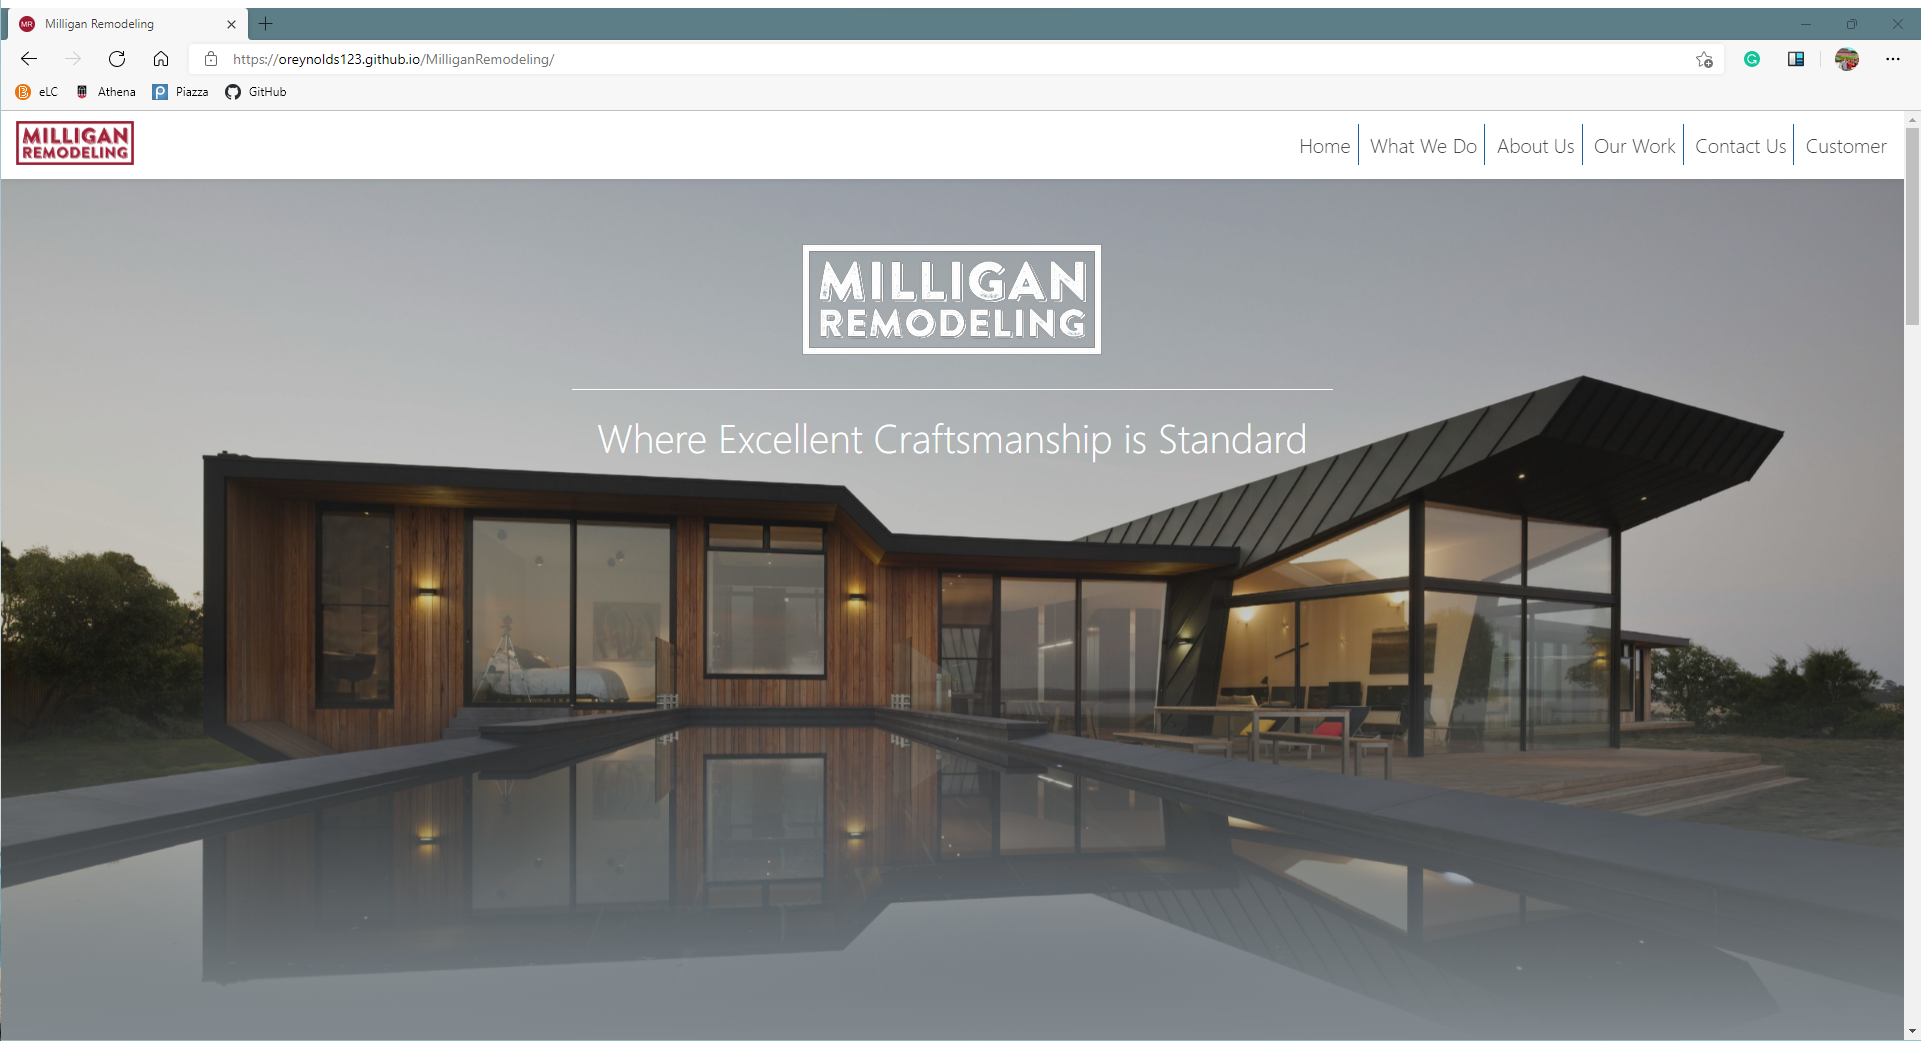 MR Milligan Remodeling
https://oreynolds123.github.io/MilliganRemodeling/
eLC Athena Piazza GitHub
MILLIGAN
REMODELING
Home What We Do About Us Our Work Contact Us Customer
MILLIGAN
REMODELING
Where Excellent Craftsmanship is Standard